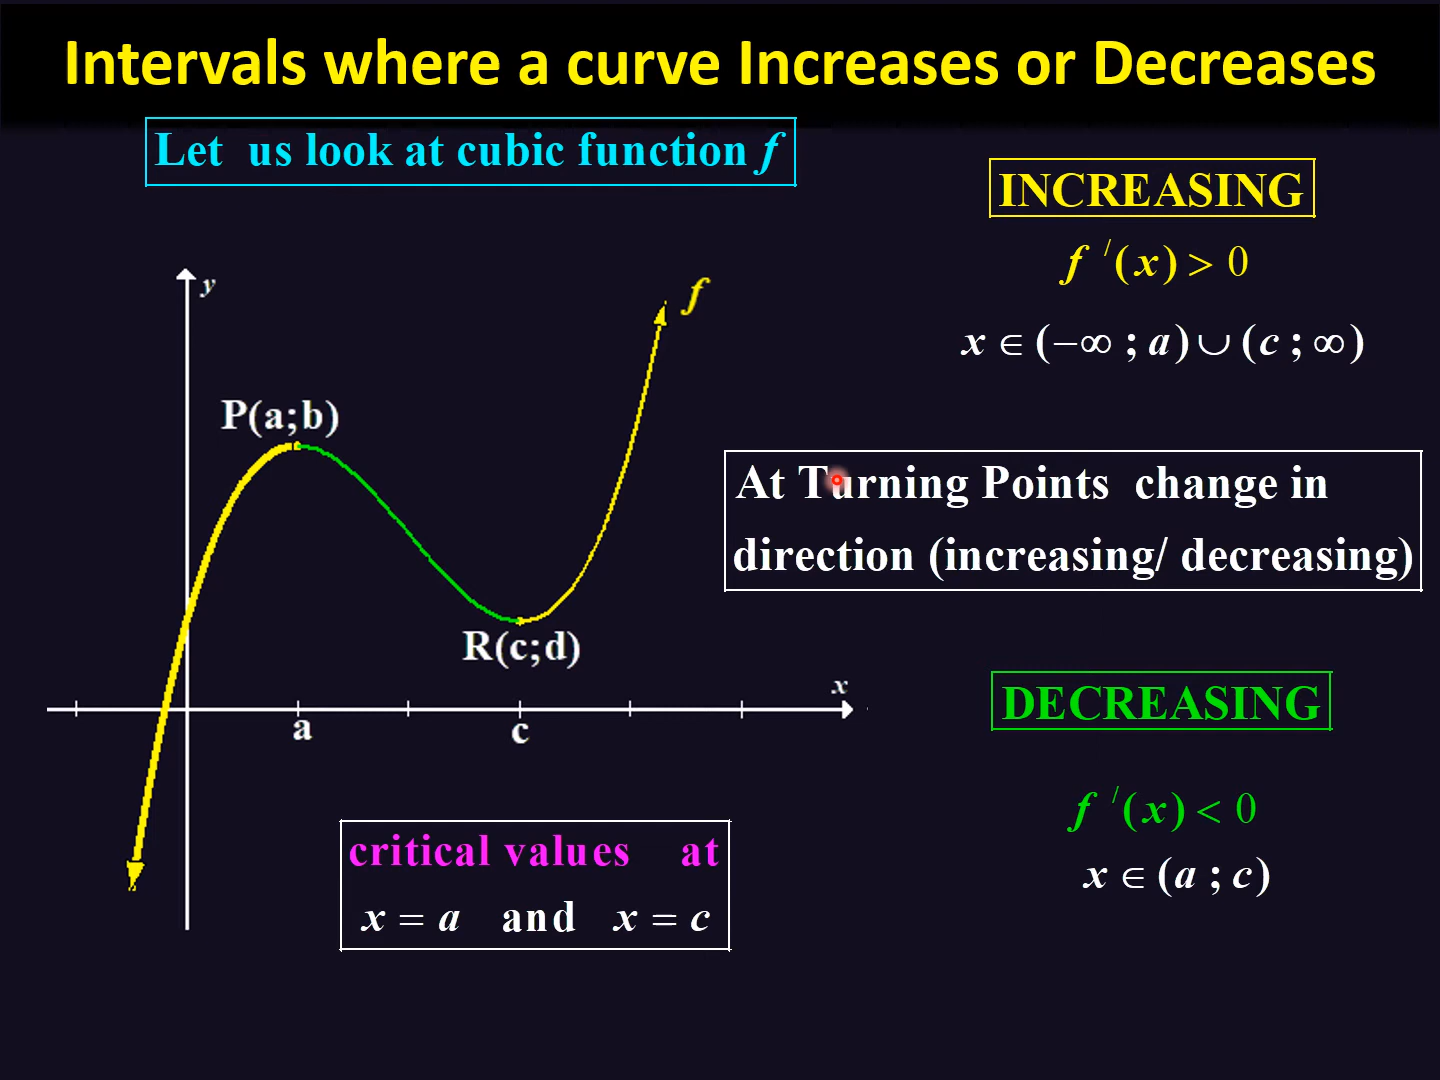 Intervals where a curve Increases or Decreases
Let us look at cubic function f
INCREASING
f /(x) > 0
x ∈ (−∞ ; a) ∪ (c ; ∞)
y
f
P(a;b)
At Turning Points change in
direction (increasing/ decreasing)
R(c;d)
x
a
c
DECREASING
f /(x) < 0
x ∈ (a ; c)
critical values at
x = a and x = c